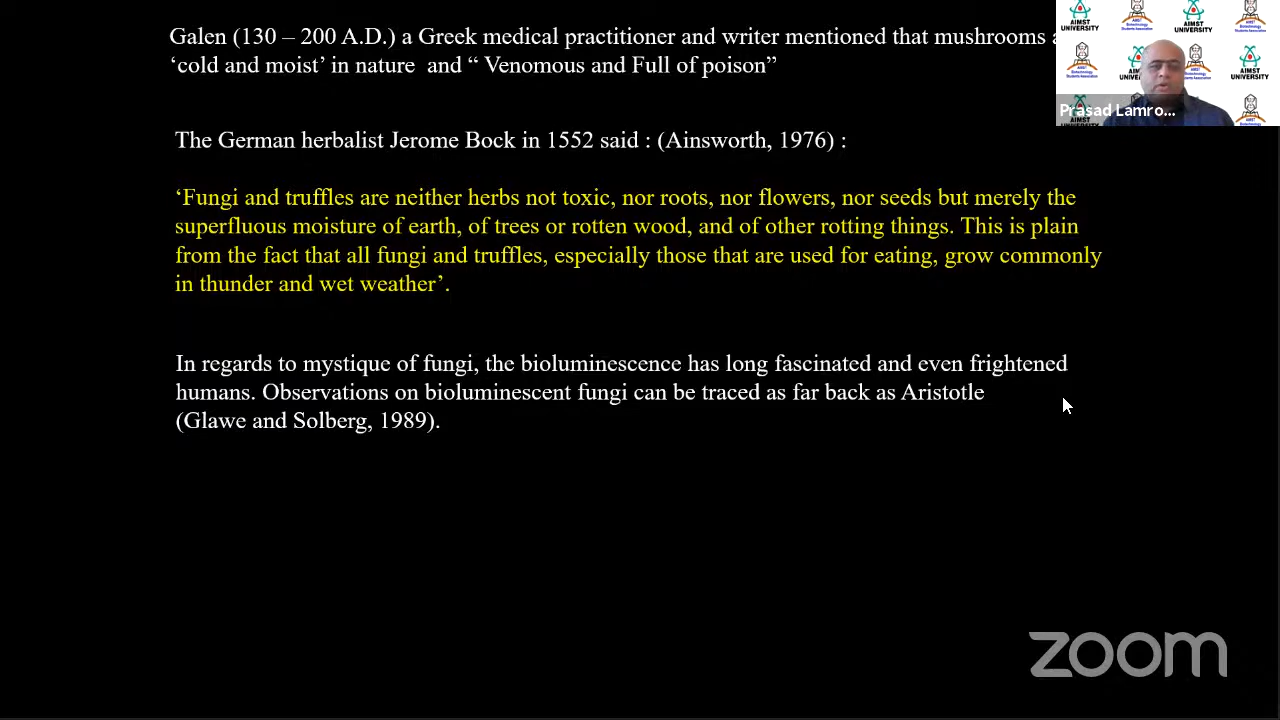 Galen (130 – 200 A.D.) a Greek medical practitioner and writer mentioned that mushrooms
‘cold and moist’ in nature and “ Venomous and Full of poison”
The German herbalist Jerome Bock in 1552 said : (Ainsworth, 1976) :
‘Fungi and truffles are neither herbs not toxic, nor roots, nor flowers, nor seeds but merely the
superfluous moisture of earth, of trees or rotten wood, and of other rotting things. This is plain
from the fact that all fungi and truffles, especially those that are used for eating, grow commonly
in thunder and wet weather’.
In regards to mystique of fungi, the bioluminescence has long fascinated and even frightened
humans. Observations on bioluminescent fungi can be traced as far back as Aristotle
(Glawe and Solberg, 1989).
AIMST
UNIVERSITY
AIMST
UNIVERSITY
AIMST
UNIVERSITY
Prasad Lamro...
zoom